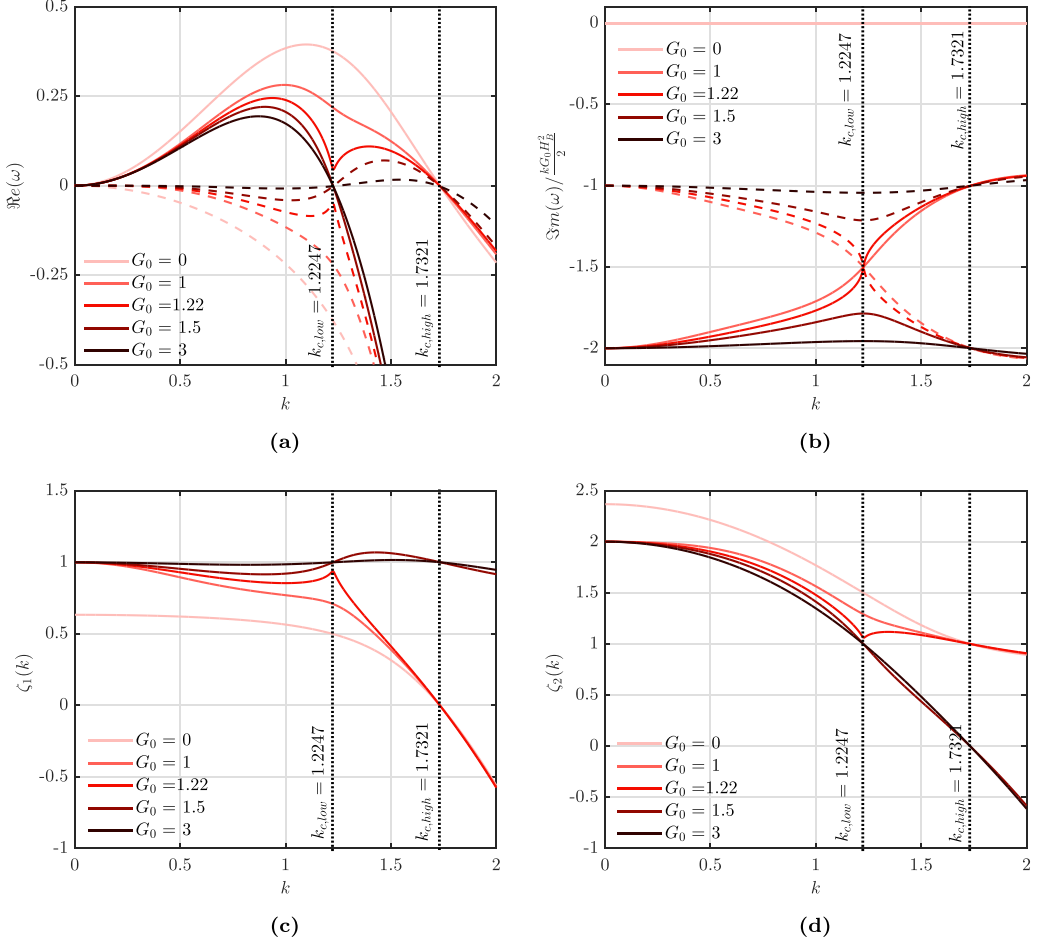 0.5
0.25
0
-0.25
-0.5
ℜe(ω)
G₀ = 0
G₀ = 1
G₀ =1.22
G₀ = 1.5
G₀ = 3
k_{c,low} = 1.2247
k_{c,high} = 1.7321
0 0.5 1 1.5 2
k
(a)
0
-0.5
-1
-1.5
-2
ℑm(ω)/\frac{kG₀H_B^2}{2}
G₀ = 0
G₀ = 1
G₀ =1.22
G₀ = 1.5
G₀ = 3
k_{c,low} = 1.2247
k_{c,high} = 1.7321
0 0.5 1 1.5 2
k
(b)
1.5
1
0.5
0
-0.5
-1
ζ₁(k)
G₀ = 0
G₀ = 1
G₀ =1.22
G₀ = 1.5
G₀ = 3
k_{c,low} = 1.2247
k_{c,high} = 1.7321
0 0.5 1 1.5 2
k
(c)
2.5
2
1.5
1
0.5
0
-0.5
-1
ζ₂(k)
G₀ = 0
G₀ = 1
G₀ =1.22
G₀ = 1.5
G₀ = 3
k_{c,low} = 1.2247
k_{c,high} = 1.7321
0 0.5 1 1.5 2
k
(d)